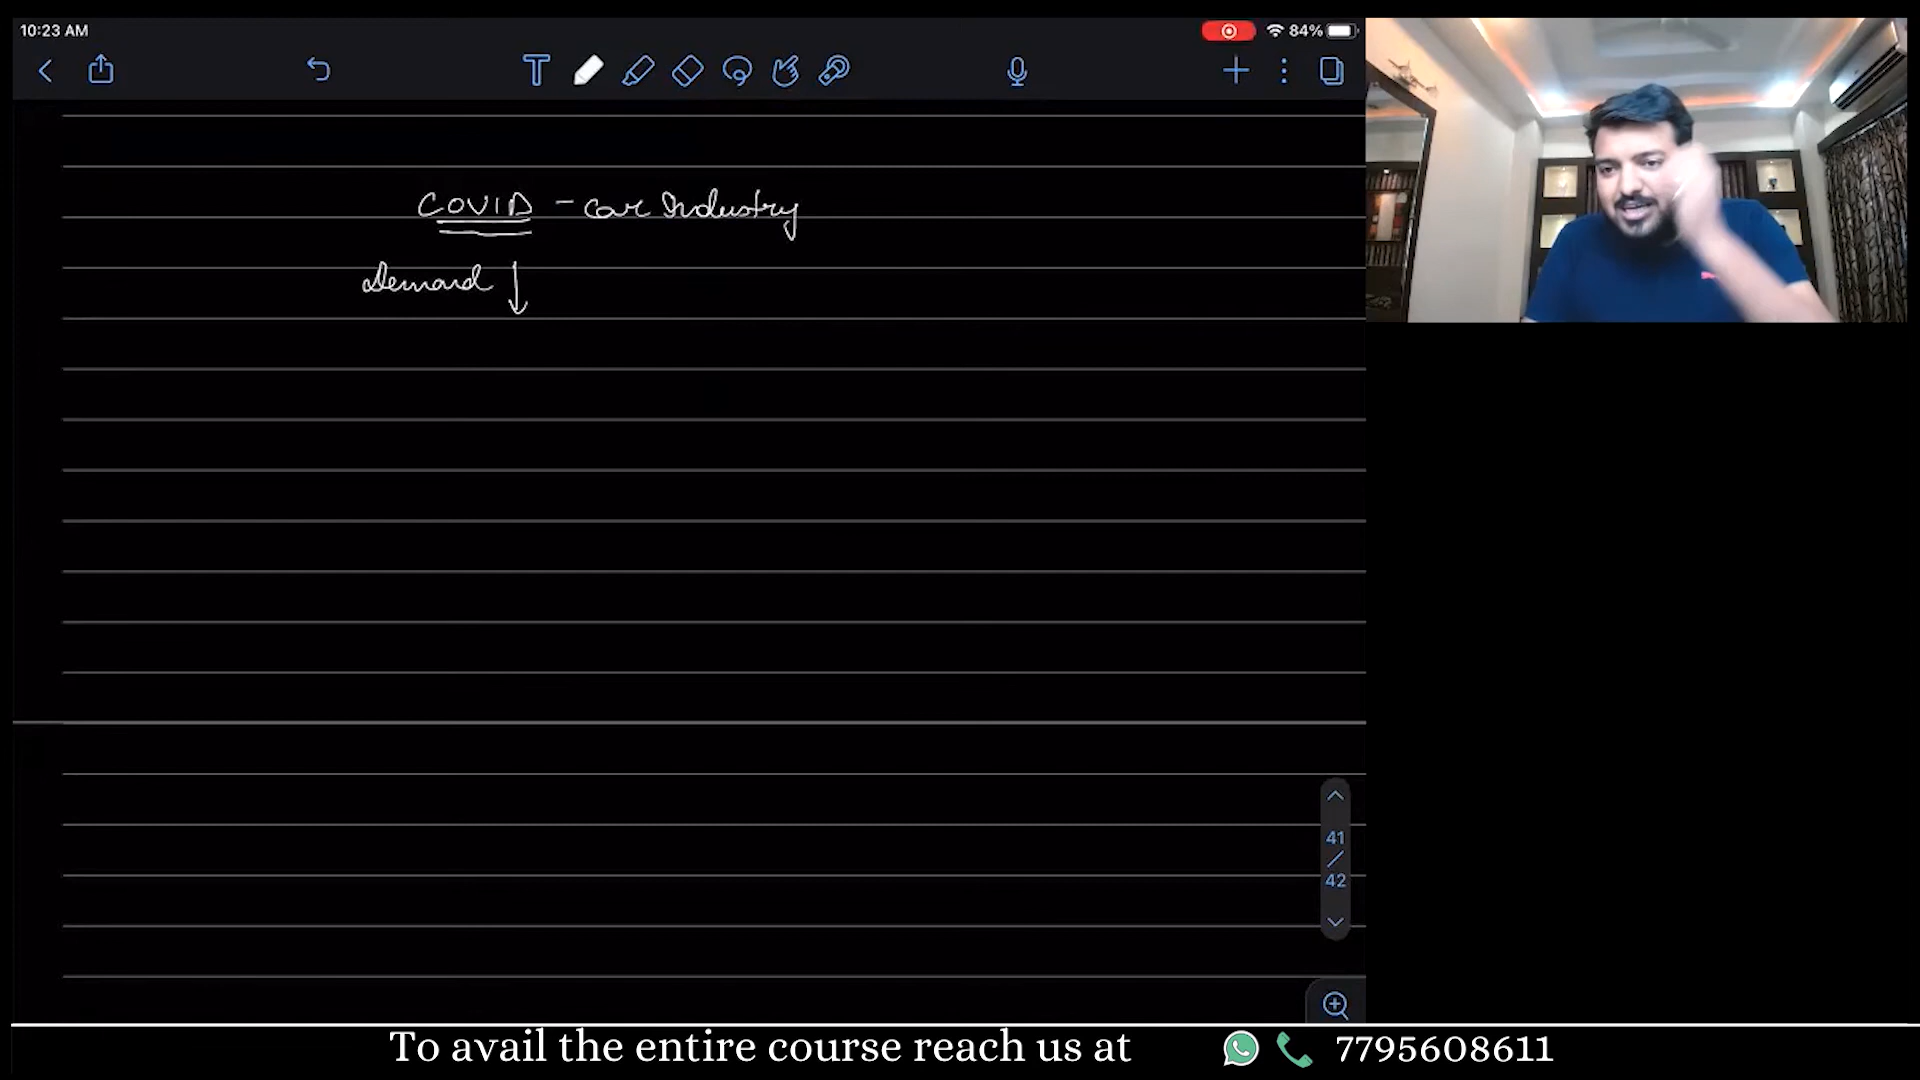 10:23 AM
84%
COVID - Car Industry
Demand ↓
41
/
42
To avail the entire course reach us at 7795608611